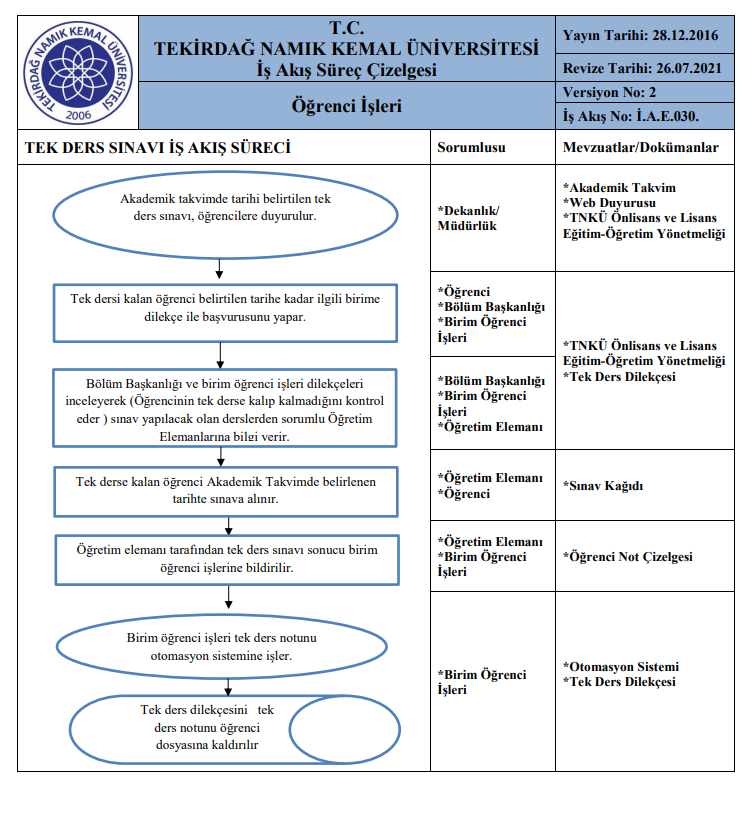 TEKİRDAĞ NAMIK KEMAL ÜNİVERSİTESİ
2006
T.C.
TEKİRDAĞ NAMIK KEMAL ÜNİVERSİTESİ
İş Akış Süreç Çizelgesi
Öğrenci İşleri
Yayın Tarihi: 28.12.2016
Revize Tarihi: 26.07.2021
Versiyon No: 2
İş Akış No: İ.A.E.030.
TEK DERS SINAVI İŞ AKIŞ SÜRECİ
Sorumlusu
Mevzuatlar/Dokümanlar
Akademik takvimde tarihi belirtilen tek
ders sınavı, öğrencilere duyurulur.
*Dekanlık/
Müdürlük
*Akademik Takvim
*Web Duyurusu
*TNKÜ Önlisans ve Lisans
Eğitim-Öğretim Yönetmeliği
Tek dersi kalan öğrenci belirtilen tarihe kadar ilgili birime
dilekçe ile başvurusunu yapar.
*Öğrenci
*Bölüm Başkanlığı
*Birim Öğrenci
İşleri
*TNKÜ Önlisans ve Lisans
Eğitim-Öğretim Yönetmeliği
*Tek Ders Dilekçesi
Bölüm Başkanlığı ve birim öğrenci işleri dilekçeleri
inceleyerek (Öğrencinin tek derse kalıp kalmadığını kontrol
eder ) sınav yapılacak olan derslerden sorumlu Öğretim
Elemanlarına bilgi verir.
*Bölüm Başkanlığı
*Birim Öğrenci
İşleri
*Öğretim Elemanı
Tek derse kalan öğrenci Akademik Takvimde belirlenen
tarihte sınava alınır.
*Öğretim Elemanı
*Öğrenci
*Sınav Kağıdı
Öğretim elemanı tarafından tek ders sınavı sonucu birim
öğrenci işlerine bildirilir.
*Öğretim Elemanı
*Birim Öğrenci
İşleri
*Öğrenci Not Çizelgesi
Birim öğrenci işleri tek ders notunu
otomasyon sistemine işler.
*Birim Öğrenci
İşleri
*Otomasyon Sistemi
*Tek Ders Dilekçesi
Tek ders dilekçesini tek
ders notunu öğrenci
dosyasına kaldırılır